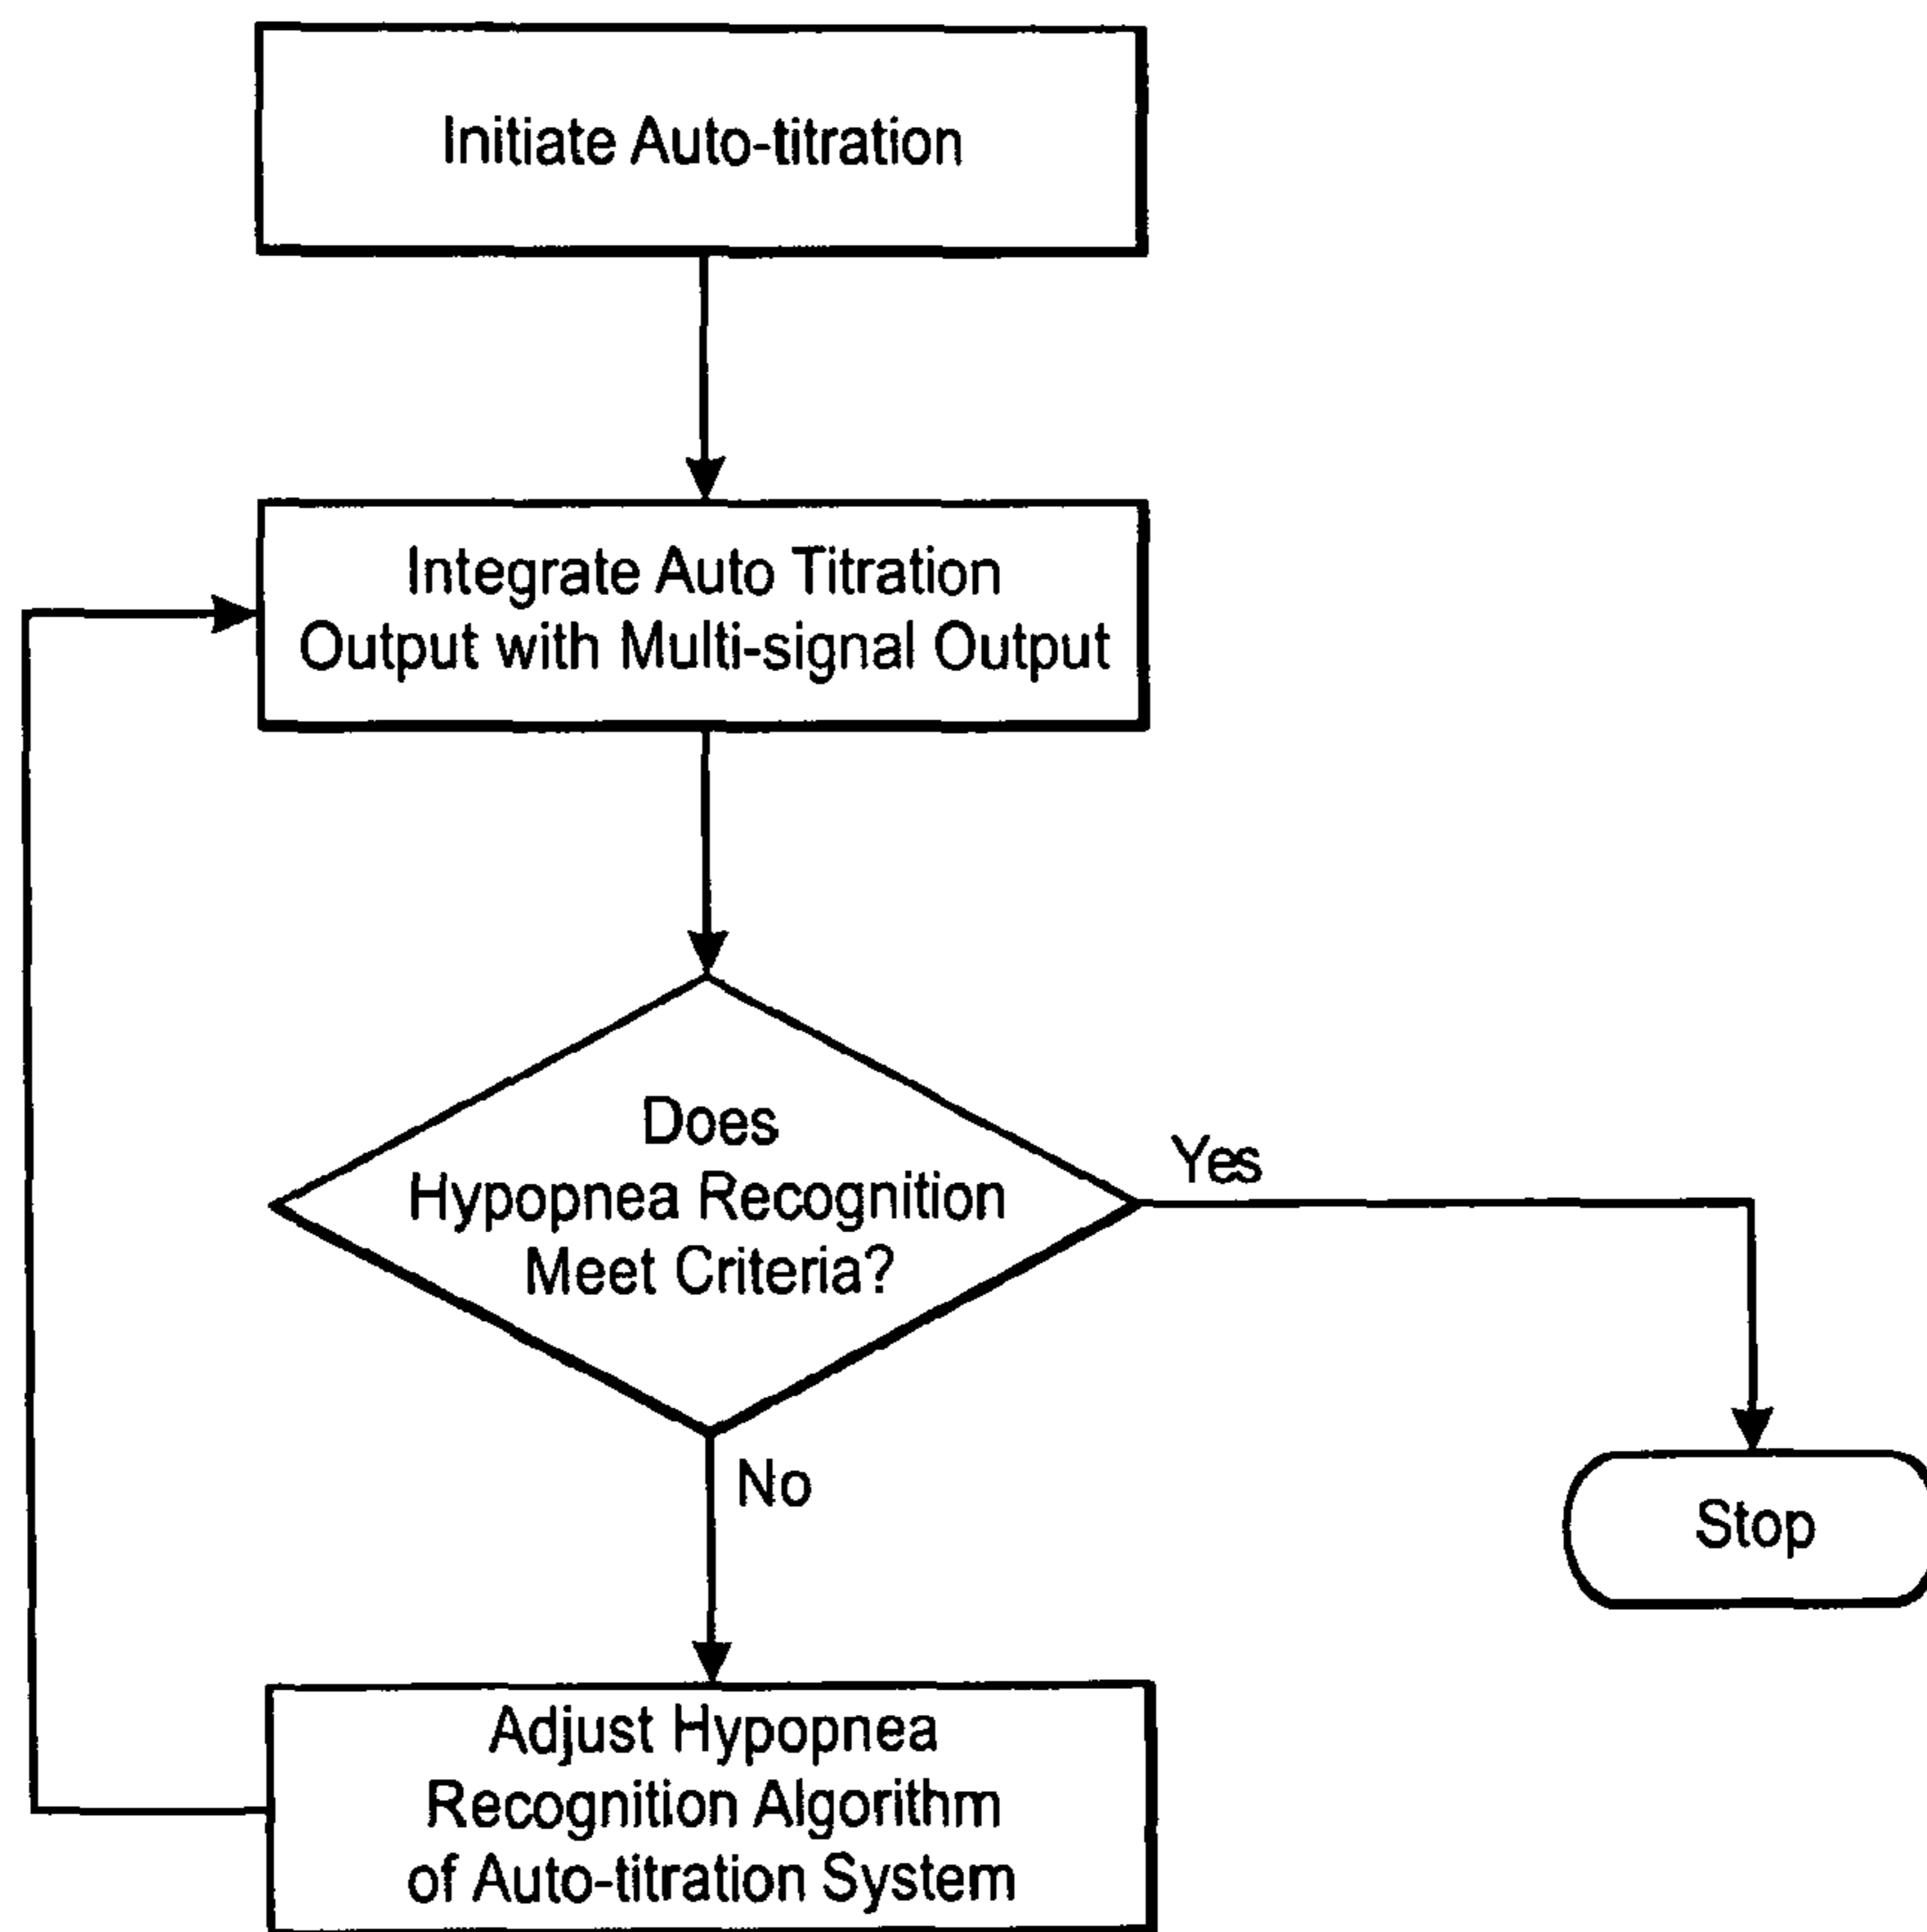 Initiate Auto-titration
Integrate Auto Titration
Output with Multi-signal Output
Does
Hypopnea Recognition
Meet Criteria?
Yes
No
Stop
Adjust Hypopnea
Recognition Algorithm
of Auto-titration System